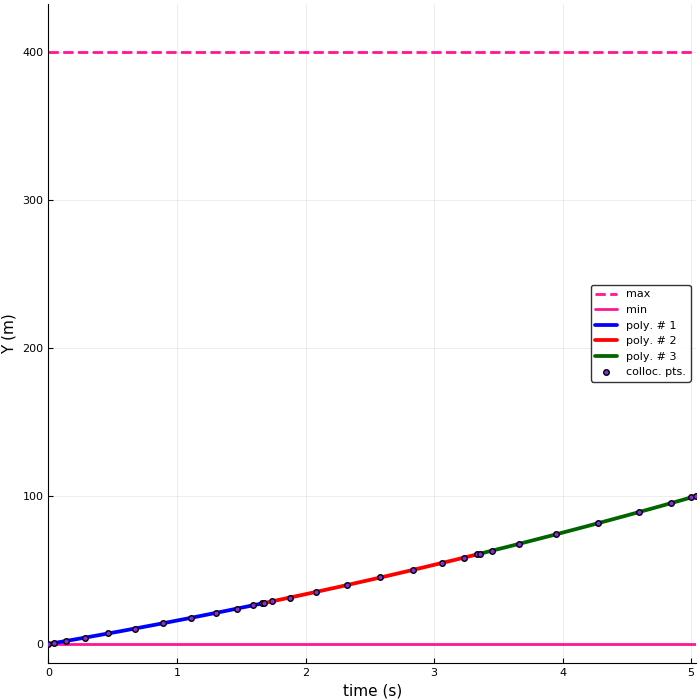 400
300
200
100
0
Y (m)
max
min
poly. # 1
poly. # 2
poly. # 3
colloc. pts.
0 1 2 3 4 5
time (s)